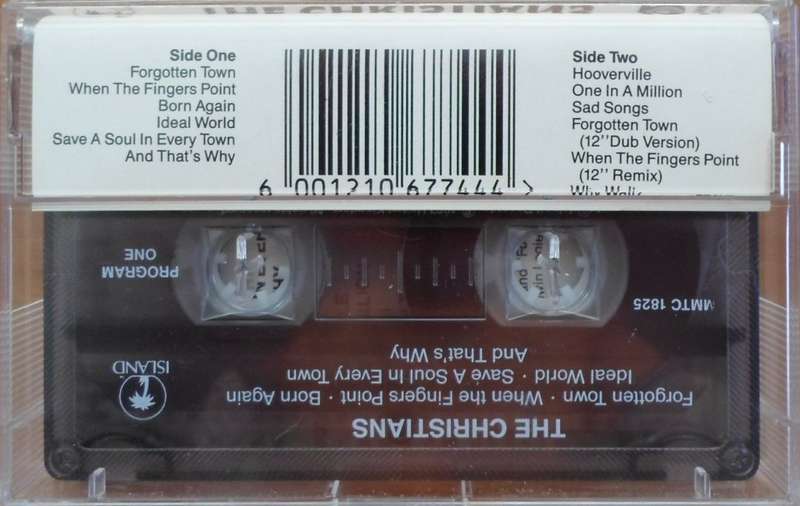 THE CHRISTIANS
Side One
Forgotten Town
When The Fingers Point
Born Again
Ideal World
Save A Soul In Every Town
And That's Why
Side Two
Hooverville
One In A Million
Sad Songs
Forgotten Town
(12''Dub Version)
When The Fingers Point
(12'' Remix)
Why Walk
6 001210 677444 >
THE CHRISTIANS
Forgotten Town · When the Fingers Point · Born Again
Ideal World · Save A Soul In Every Town
And That's Why
ISLAND
MMTC 1825
PROGRAM
ONE